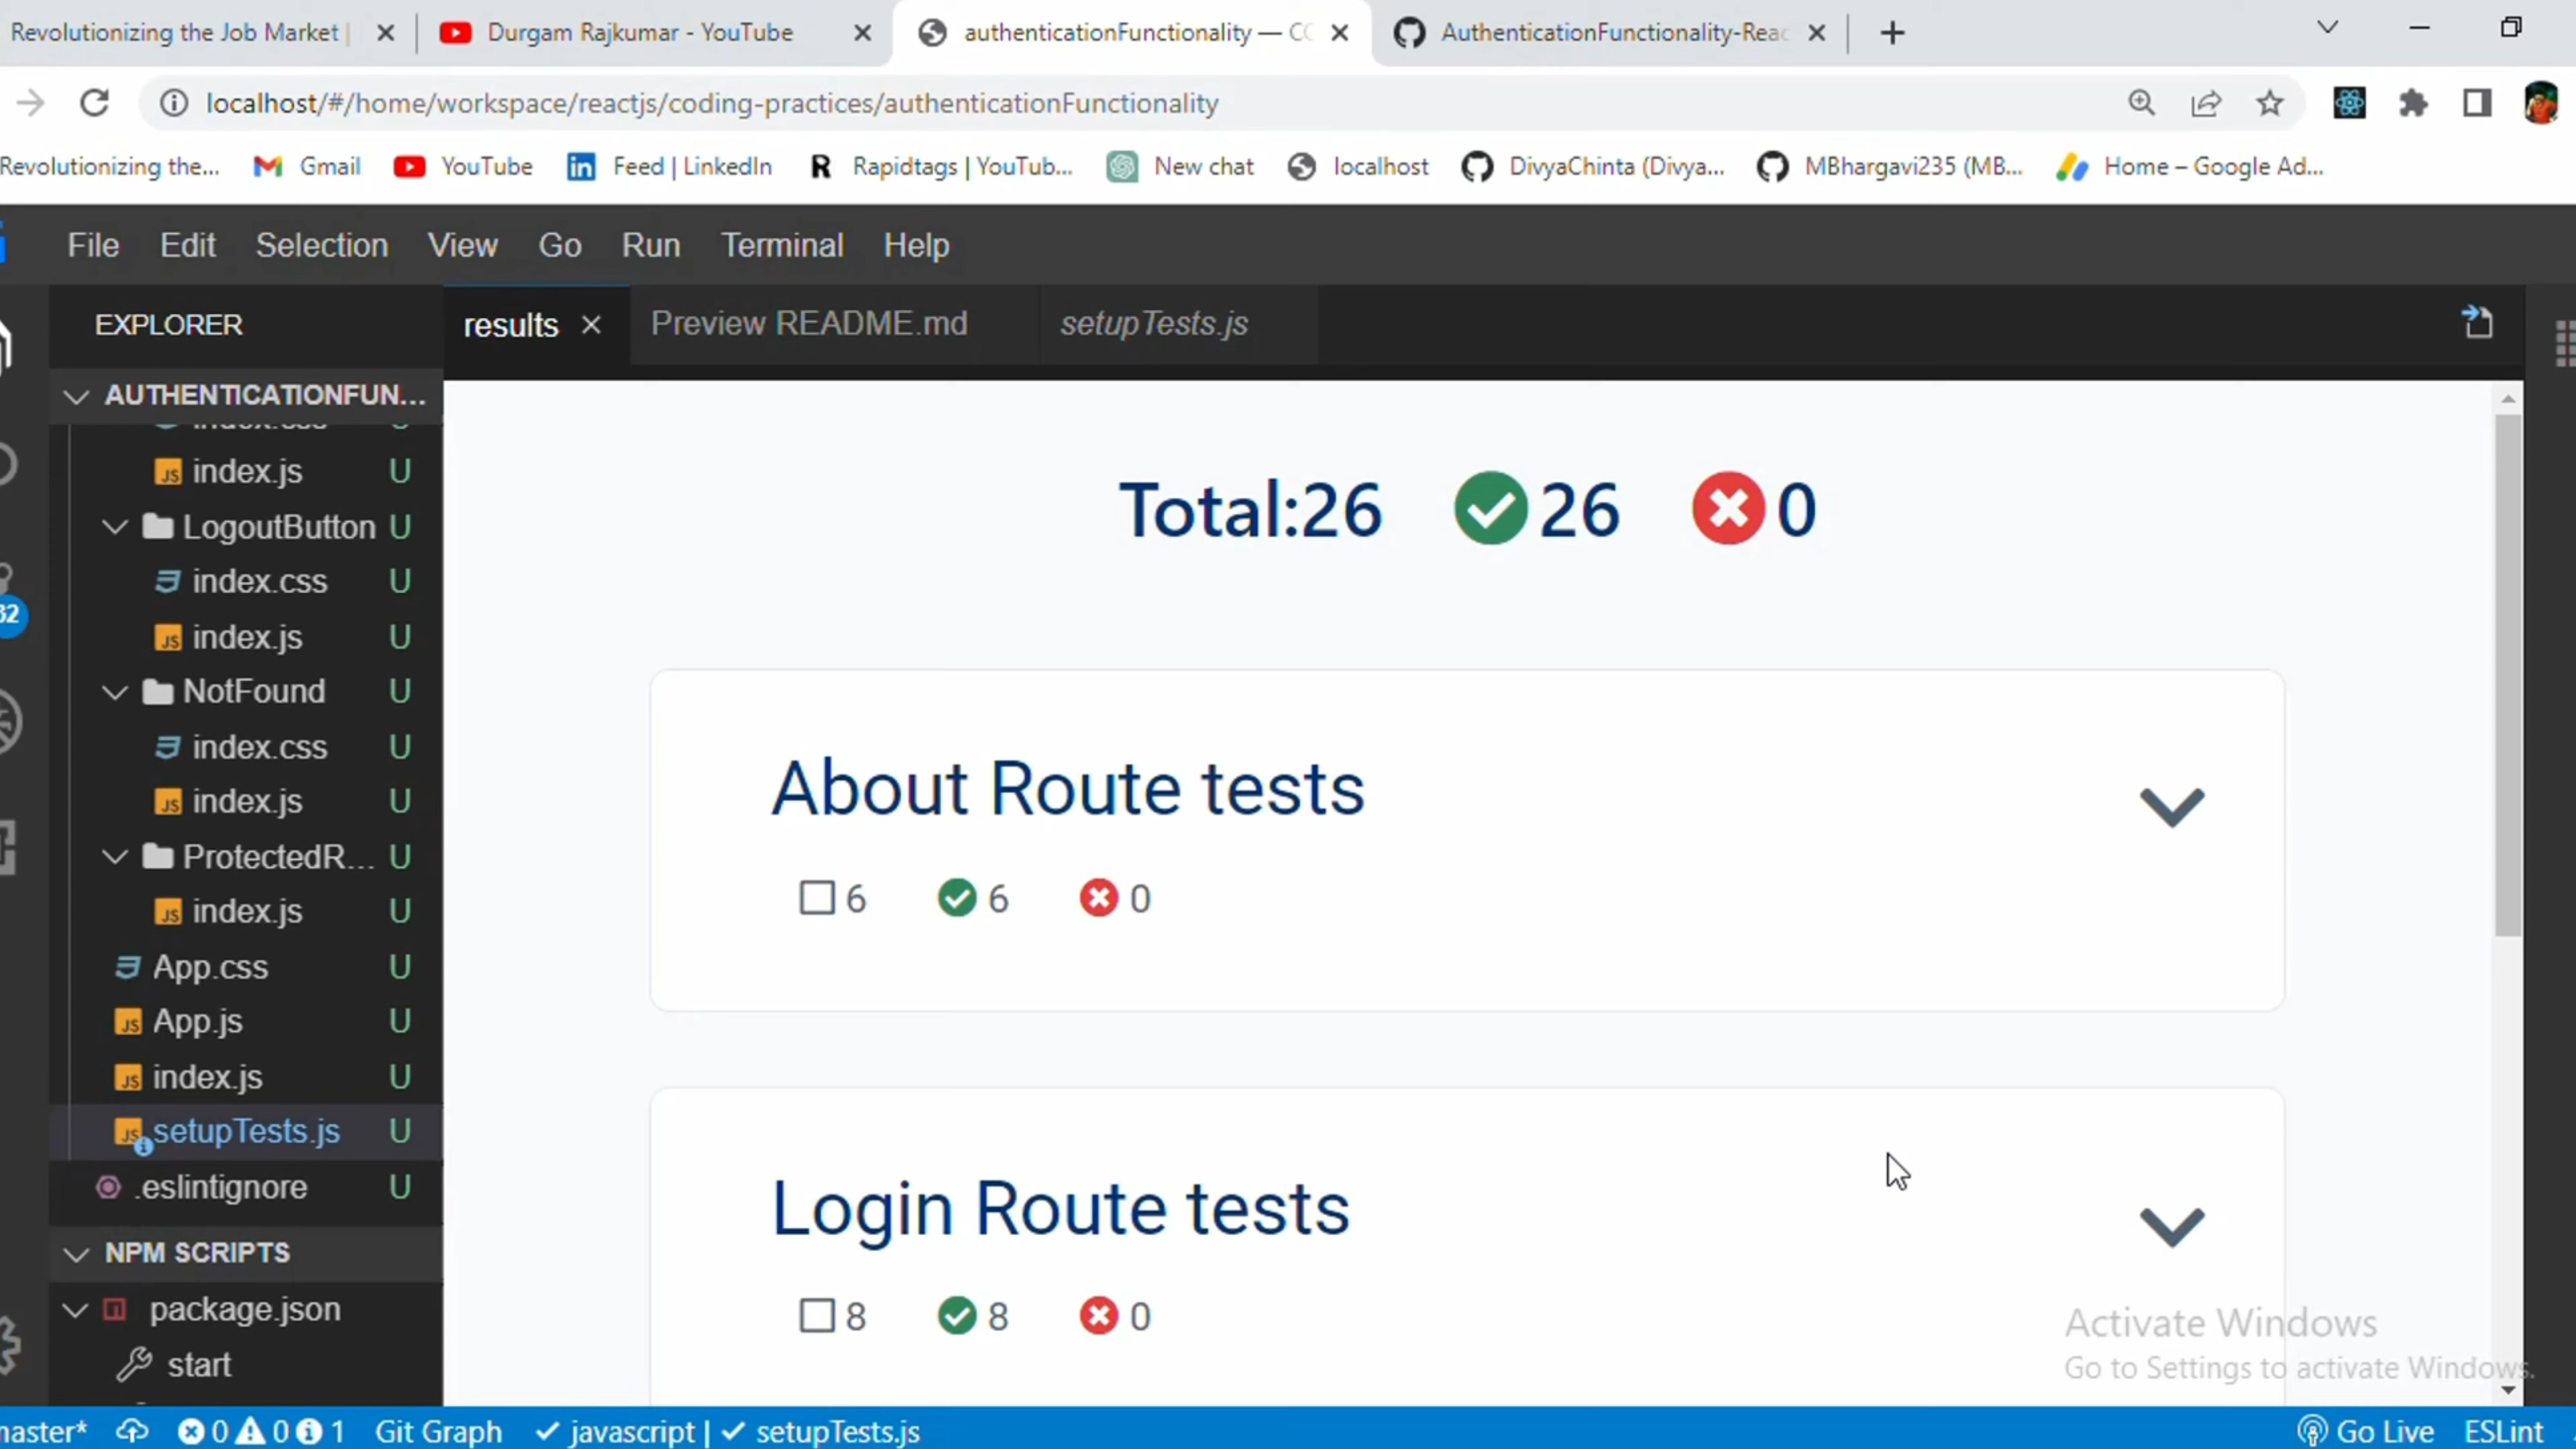 Revolutionizing the Job Market |
Durgam Rajkumar - YouTube
authenticationFunctionality — CC
AuthenticationFunctionality-Reac
localhost/#/home/workspace/reactjs/coding-practices/authenticationFunctionality
Revolutionizing the...
Gmail
YouTube
Feed | LinkedIn
R
Rapidtags | YouTub...
New chat
localhost
DivyaChinta (Divya...
MBhargavi235 (MB...
Home – Google Ad...
File Edit Selection View Go Run Terminal Help
EXPLORER
results
Preview README.md
setupTests.js
AUTHENTICATIONFUN...
index.css
index.js U
LogoutButton U
index.css U
index.js U
32
NotFound U
index.css U
index.js U
ProtectedR... U
index.js U
App.css U
App.js U
index.js U
setupTests.js U
.eslintignore U
NPM SCRIPTS
package.json
start
Total:26 26 0
About Route tests
6 6 0
Login Route tests
8 8 0
Activate Windows
Go to Settings to activate Windows.
master* 0 0 1 Git Graph javascript | setupTests.js
Go Live ESLint